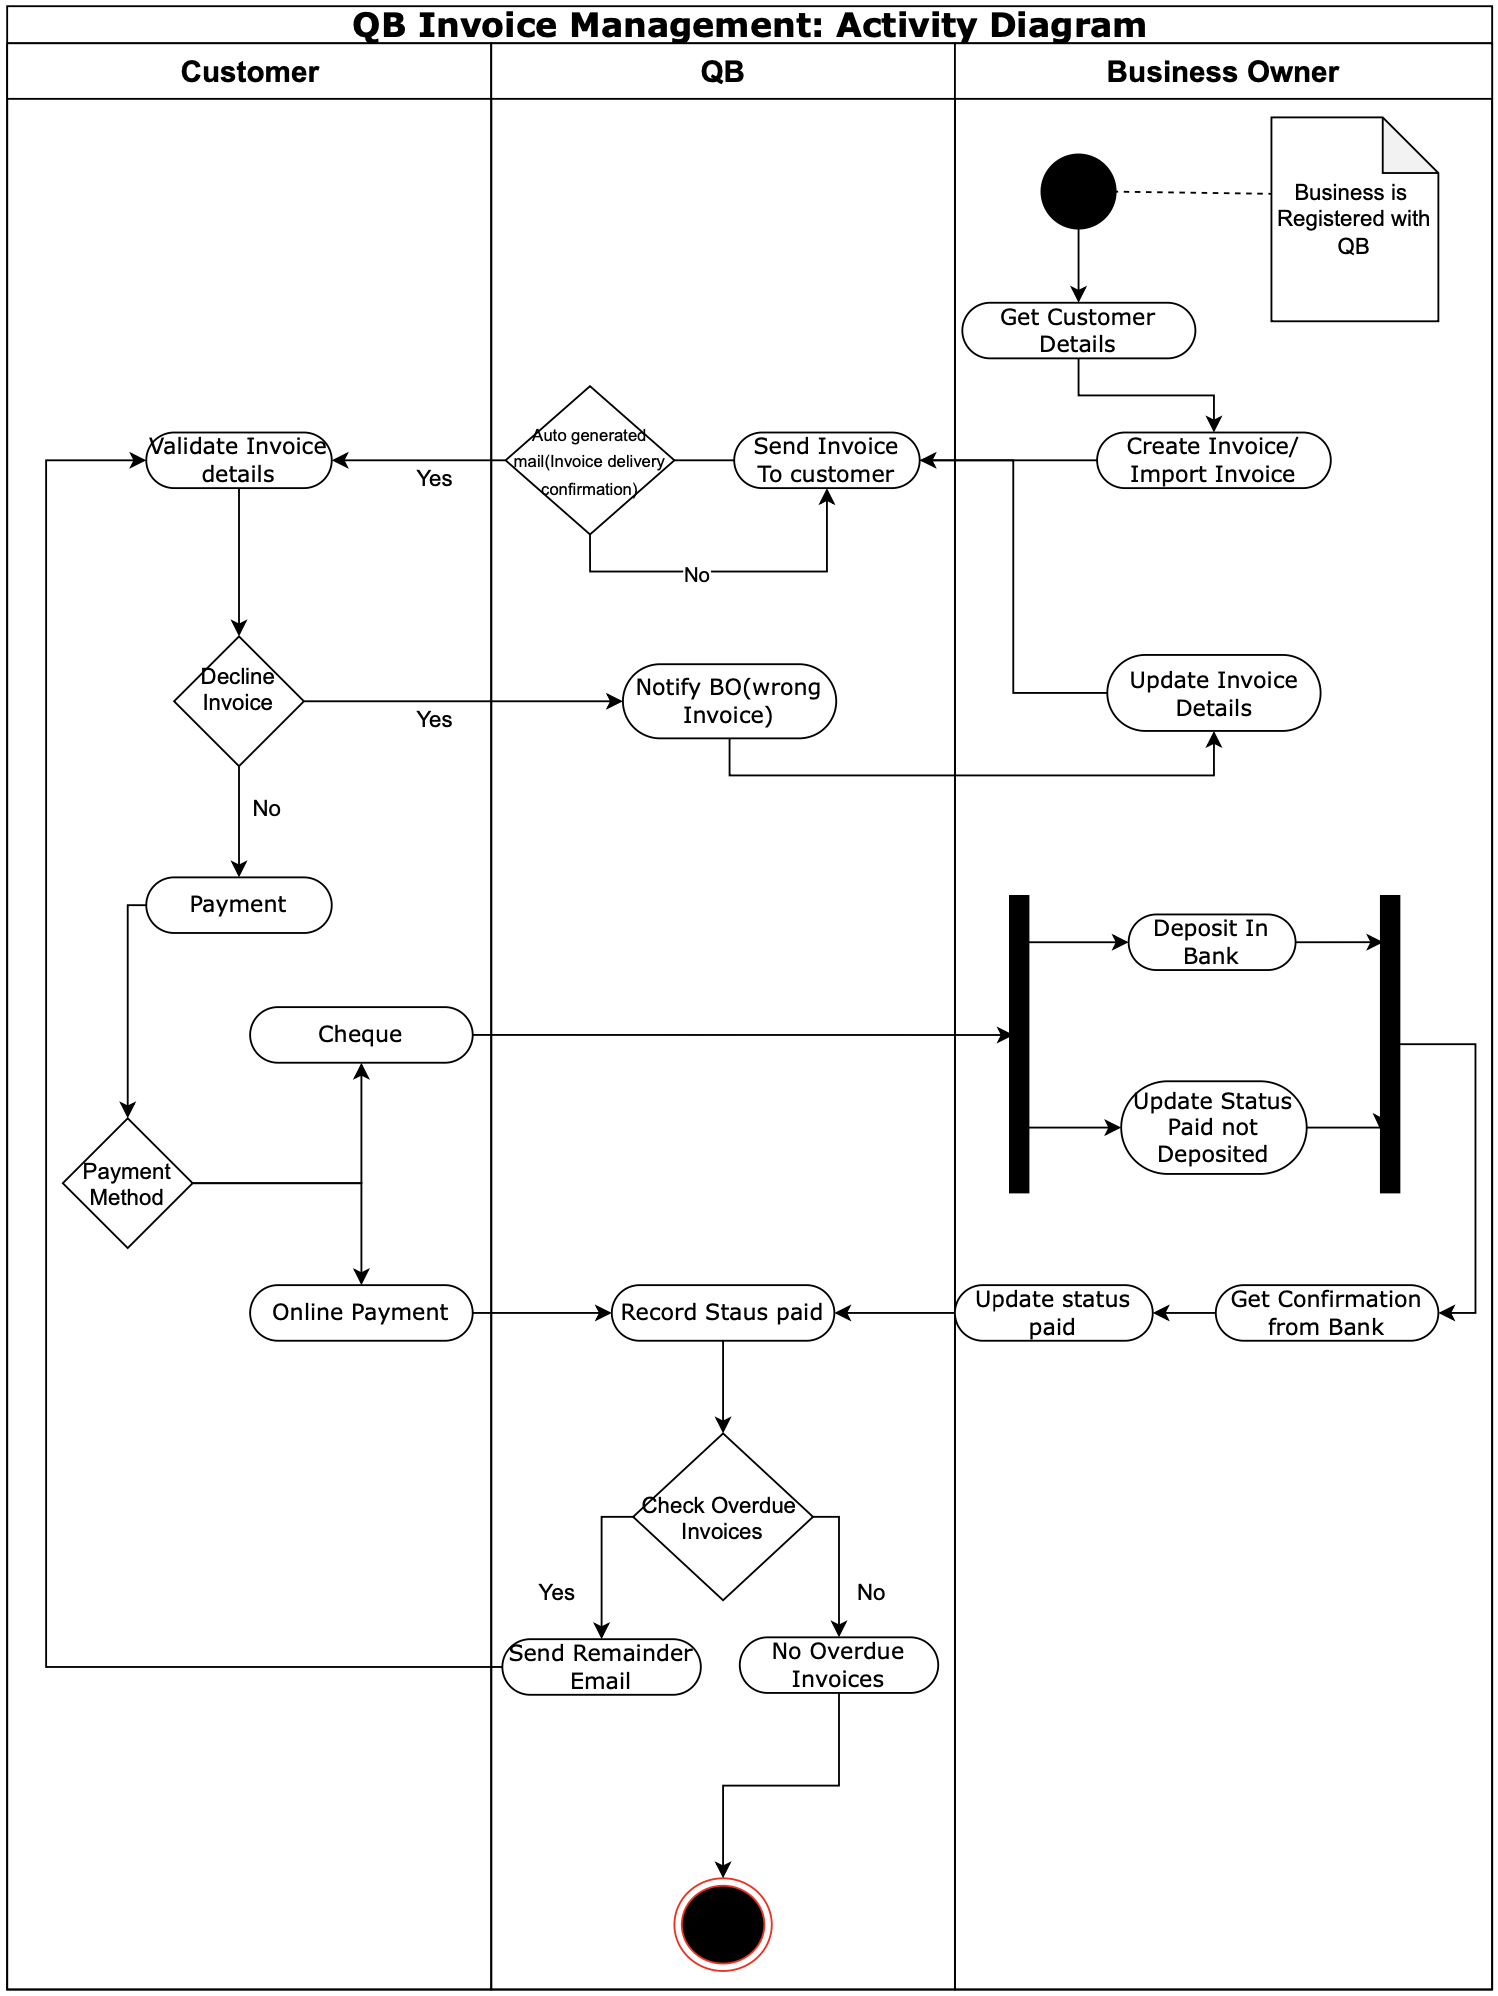 QB Invoice Management: Activity Diagram
Customer
QB
Business Owner
Business is
Registered with
QB
Get Customer
Details
Validate Invoice
details
Yes
Auto generated
mail(Invoice delivery
confirmation)
Send Invoice
To customer
Create Invoice/
Import Invoice
No
Decline
Invoice
Yes
Notify BO(wrong
Invoice)
Update Invoice
Details
No
Payment
Deposit In
Bank
Cheque
Update Status
Paid not
Deposited
Payment
Method
Online Payment
Record Staus paid
Update status
paid
Get Confirmation
from Bank
Check Overdue
Invoices
Yes
No
Send Remainder
Email
No Overdue
Invoices